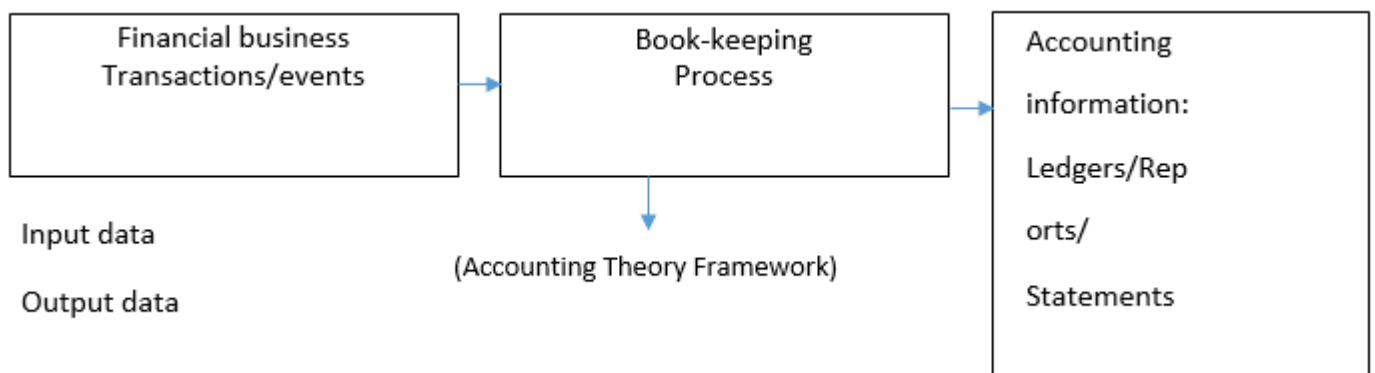 Financial business
Transactions/events
Book-keeping
Process
Accounting
information:
Ledgers/Rep
orts/
Statements
Input data
(Accounting Theory Framework)
Output data